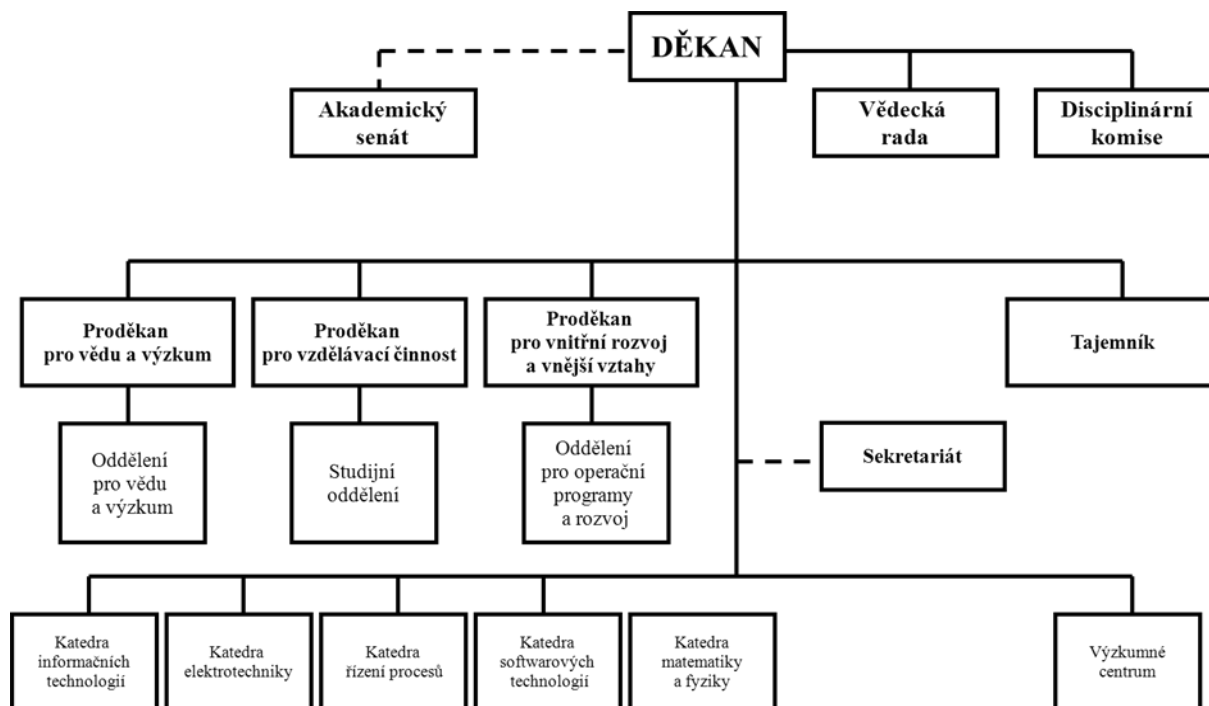 DĚKAN
Akademický
senát
Vědecká
rada
Disciplinární
komise
Proděkan
pro vědu a výzkum
Proděkan
pro vzdělávací činnost
Proděkan
pro vnitřní rozvoj
a vnější vztahy
Tajemník
Oddělení
pro vědu
a výzkum
Studijní
oddělení
Oddělení
pro operační
programy
a rozvoj
Sekretariát
Katedra
informačních
technologií
Katedra
elektrotechniky
Katedra
řízení procesů
Katedra
softwarových
technologií
Katedra
matematiky
a fyziky
Výzkumné
centrum